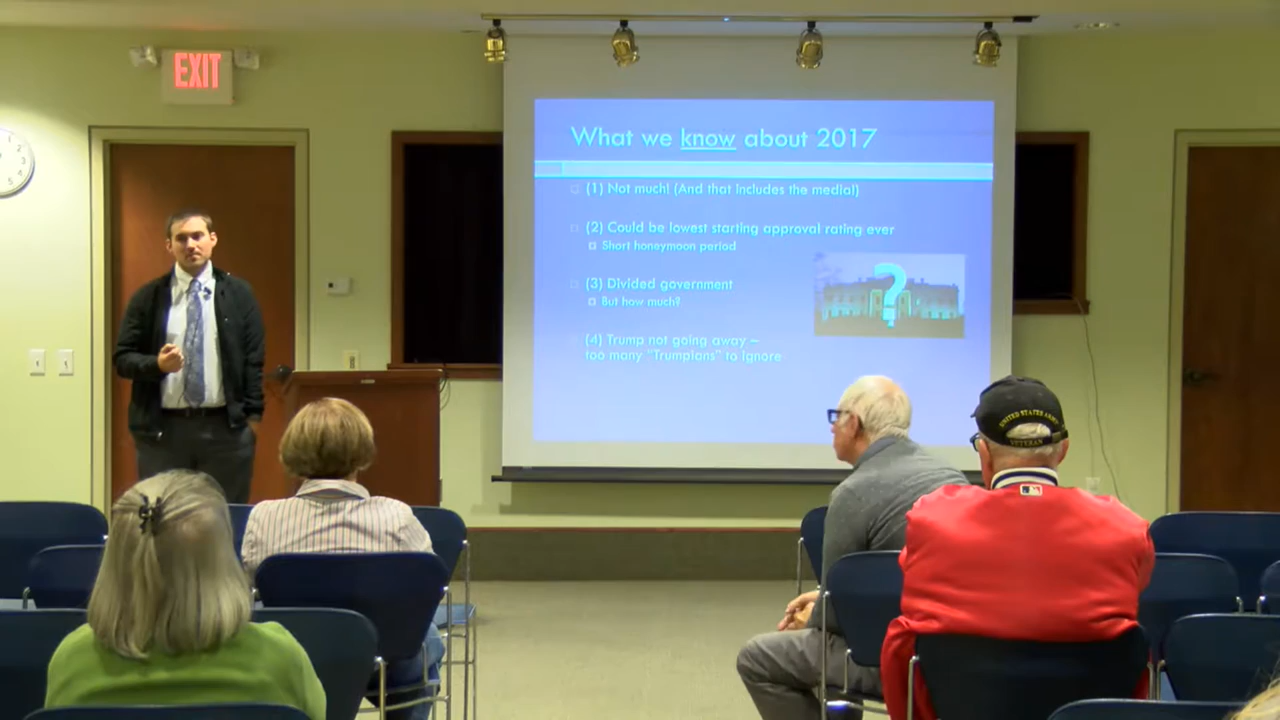 EXIT
What we know about 2017
(1) Not much! (And that includes the media!)
(2) Could be lowest starting approval rating ever
Short honeymoon period
(3) Divided government
But how much?
?
(4) Trump not going away –
too many "Trumpions" to ignore
UNITED STATES ARMY
VETERAN